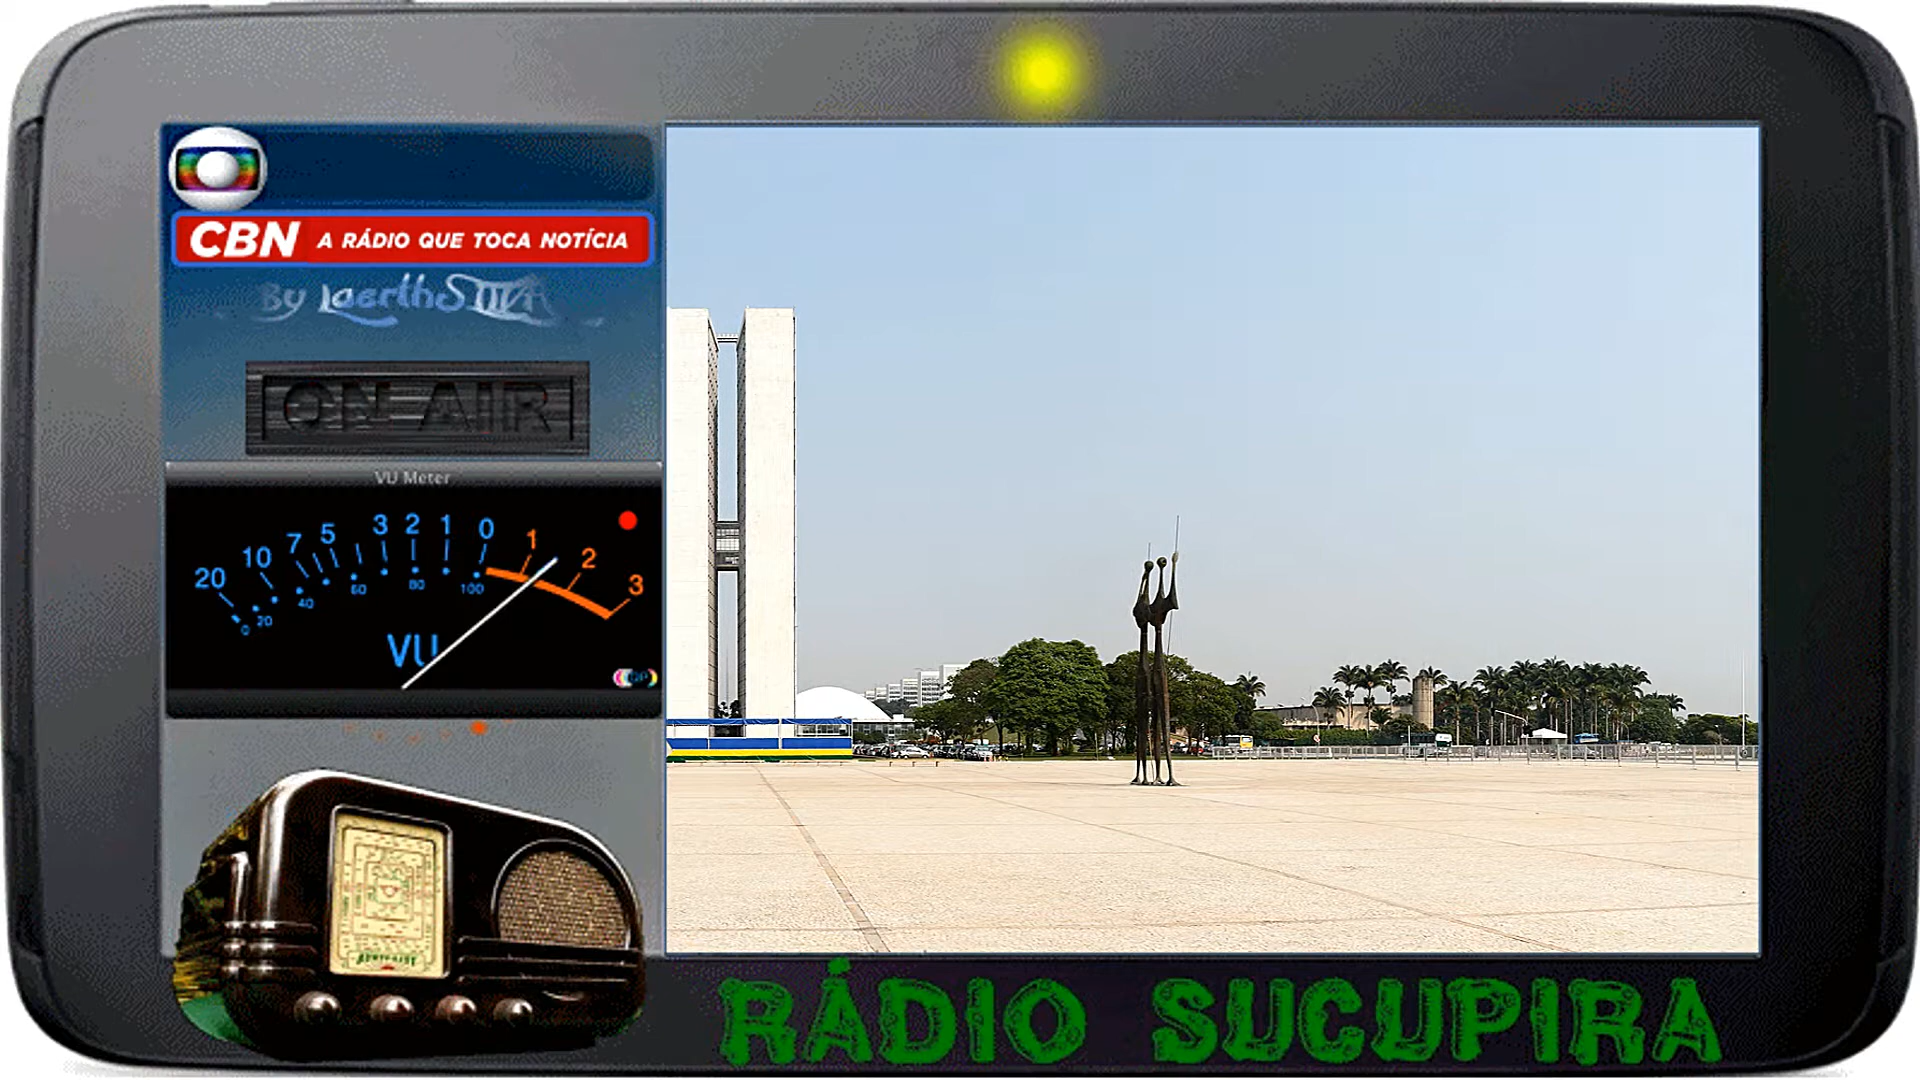 CBN A RÁDIO QUE TOCA NOTÍCIA
By LaerthSilva
ON AIR
VU Meter
20 10 7 5 3 2 1 0 1 2 3
0 20 40 60 80 100
VU
RÁDIO SUCUPIRA